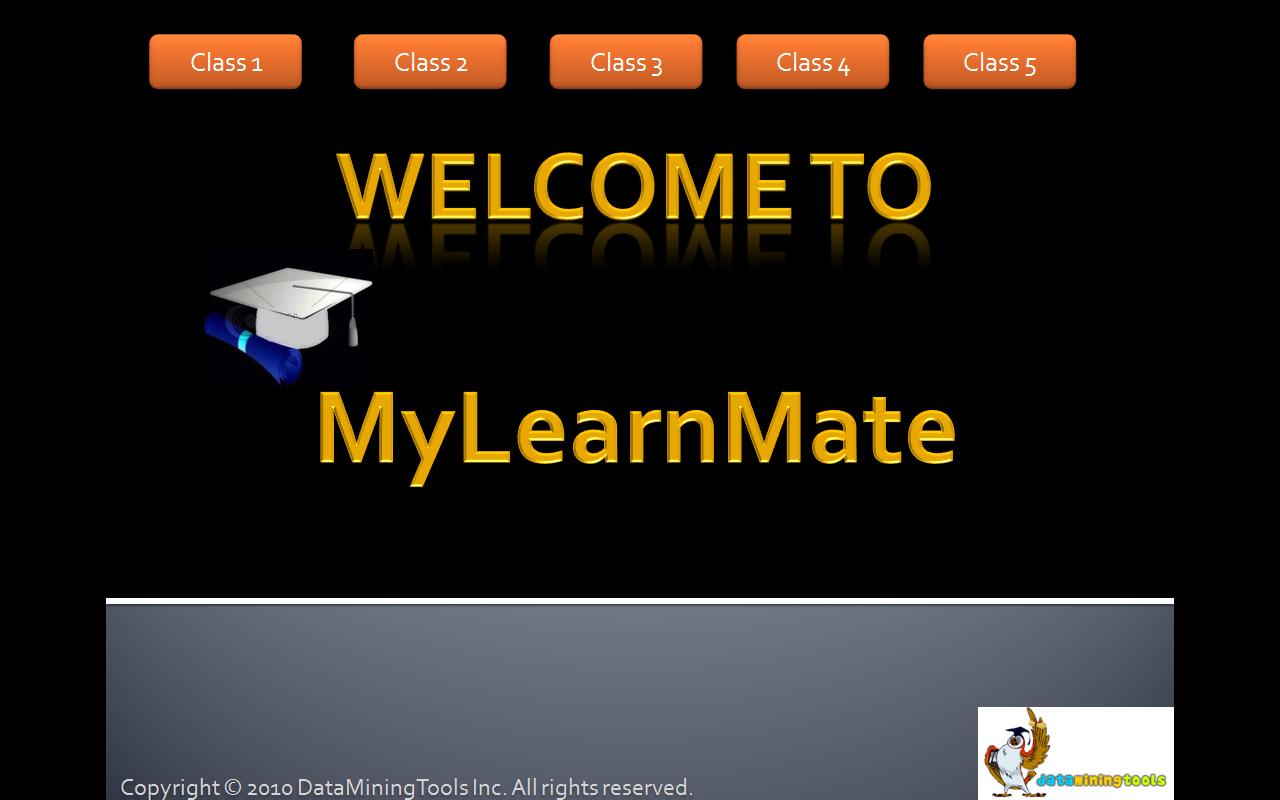 Class 1 Class 2 Class 3 Class 4 Class 5
WELCOME TO
MyLearnMate
dataminingtools
Copyright © 2010 DataMiningTools Inc. All rights reserved.